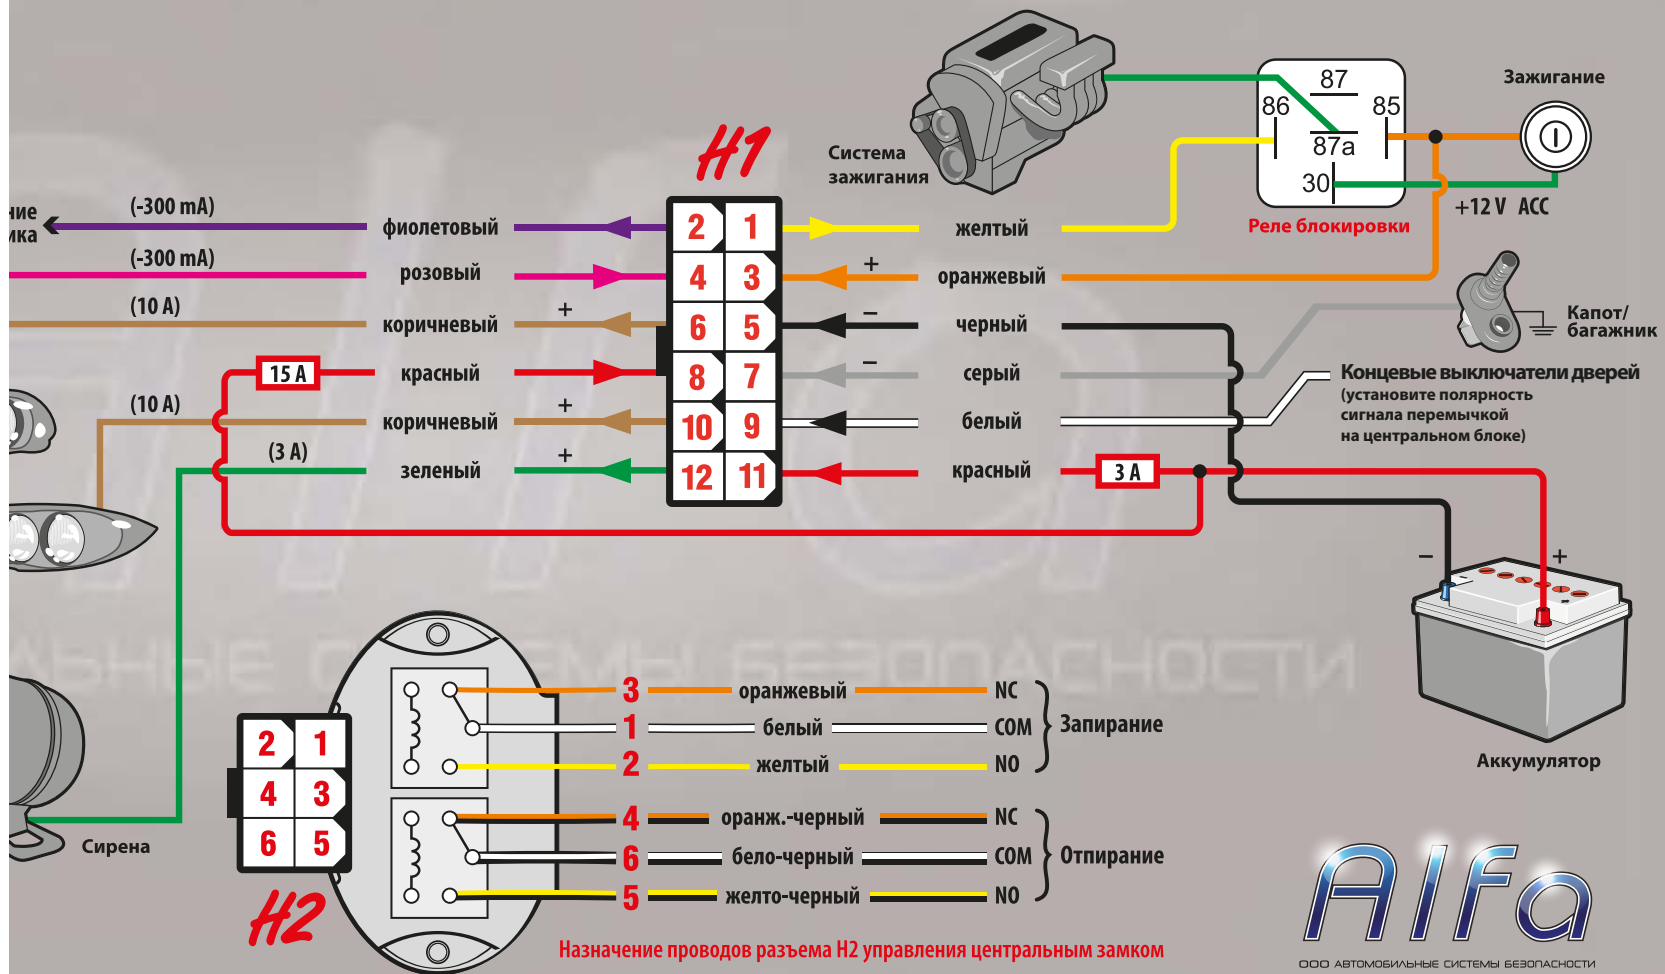 H1
Система
зажигания
87
86
85
87a
30
Реле блокировки
Зажигание
+12 V ACC
(-300 mA)
фиолетовый
2
1
желтый
(-300 mA)
розовый
4
3
+
оранжевый
(10 A)
коричневый
+
6
5
−
черный
Капот/
багажник
15 A
красный
8
7
−
серый
Концевые выключатели дверей
(установите полярность
сигнала перемычкой
на центральном блоке)
(10 A)
коричневый
+
10
9
белый
(3 A)
зеленый
+
12
11
красный
3 A
− +
Аккумулятор
Сирена
2 1
4 3
6 5
H2
3 оранжевый NC
1 белый COM
2 желтый NO
Запирание
4 оранж.-черный NC
6 бело-черный COM
5 желто-черный NO
Отпирание
Назначение проводов разъема H2 управления центральным замком
Alfa
ООО АВТОМОБИЛЬНЫЕ СИСТЕМЫ БЕЗОПАСНОСТИ